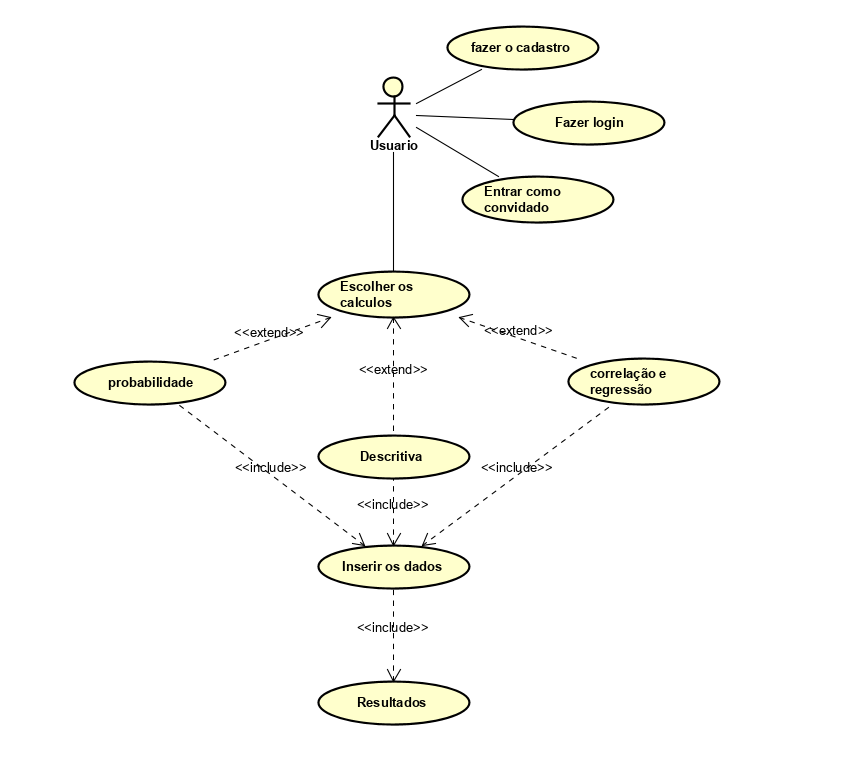 fazer o cadastro
Fazer login
Usuario
Entrar como
convidado
Escolher os
calculos
<<extend>>
<<extend>>
<<extend>>
probabilidade
correlação e
regressão
Descritiva
<<include>>
<<include>>
<<include>>
Inserir os dados
<<include>>
Resultados